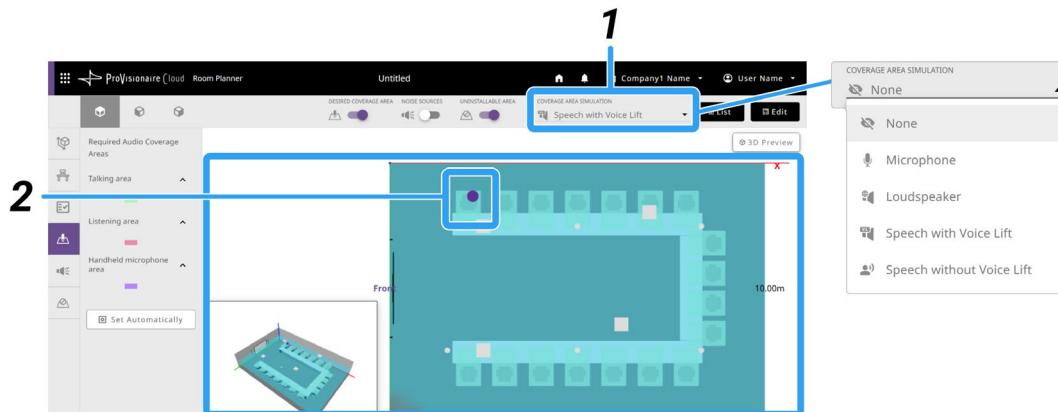 1
ProVisionaire Cloud Room Planner
Untitled
Company1 Name
User Name
DESIRED COVERAGE AREA
NOISE SOURCES
UNINSTALLABLE AREA
COVERAGE AREA SIMULATION
Speech with Voice Lift
List
Edit
3D Preview
Required Audio Coverage
Areas
Talking area
Listening area
Handheld microphone
area
Set Automatically
2
X
Front
10.00m
COVERAGE AREA SIMULATION
None
None
Microphone
Loudspeaker
Speech with Voice Lift
Speech without Voice Lift